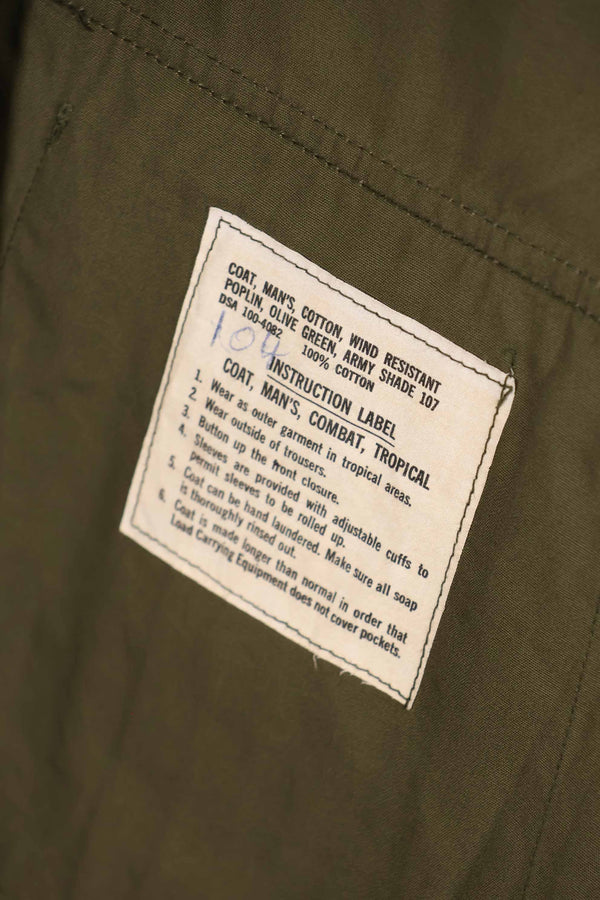 COAT, MAN'S, COTTON, WIND RESISTANT
POPLIN, OLIVE GREEN, ARMY SHADE 107
DSA 100-4082 100% COTTON
104
INSTRUCTION LABEL
COAT, MAN'S, COMBAT, TROPICAL
1. Wear as outer garment in tropical areas.
2. Wear outside of trousers.
3. Button up the front closure.
4. Sleeves are provided with adjustable cuffs to
permit sleeves to be rolled up.
5. Coat can be hand laundered. Make sure all soap
is thoroughly rinsed out.
6. Coat is made longer than normal in order that
Load Carrying Equipment does not cover pockets.